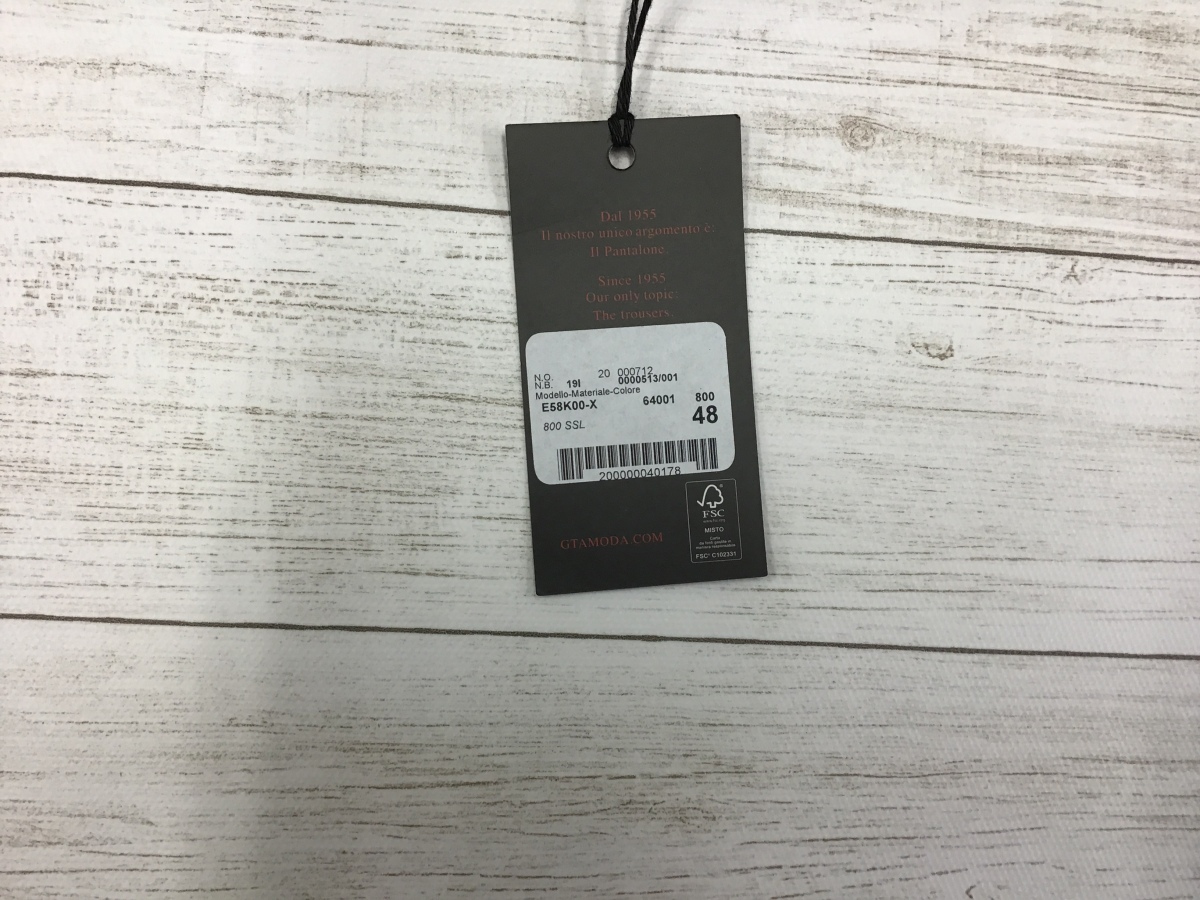 Dal 1955
Il nostro unico argomento è:
Il Pantalone.
Since 1955
Our only topic:
The trousers.
N.O. 20 000712
N.B. 19I 0000513/001
Modello-Materiale-Colore
E58K00-X 64001 800
800 SSL 48
200000040178
GTAMODA.COM
FSC
MISTO
Carta
FSC® C102331